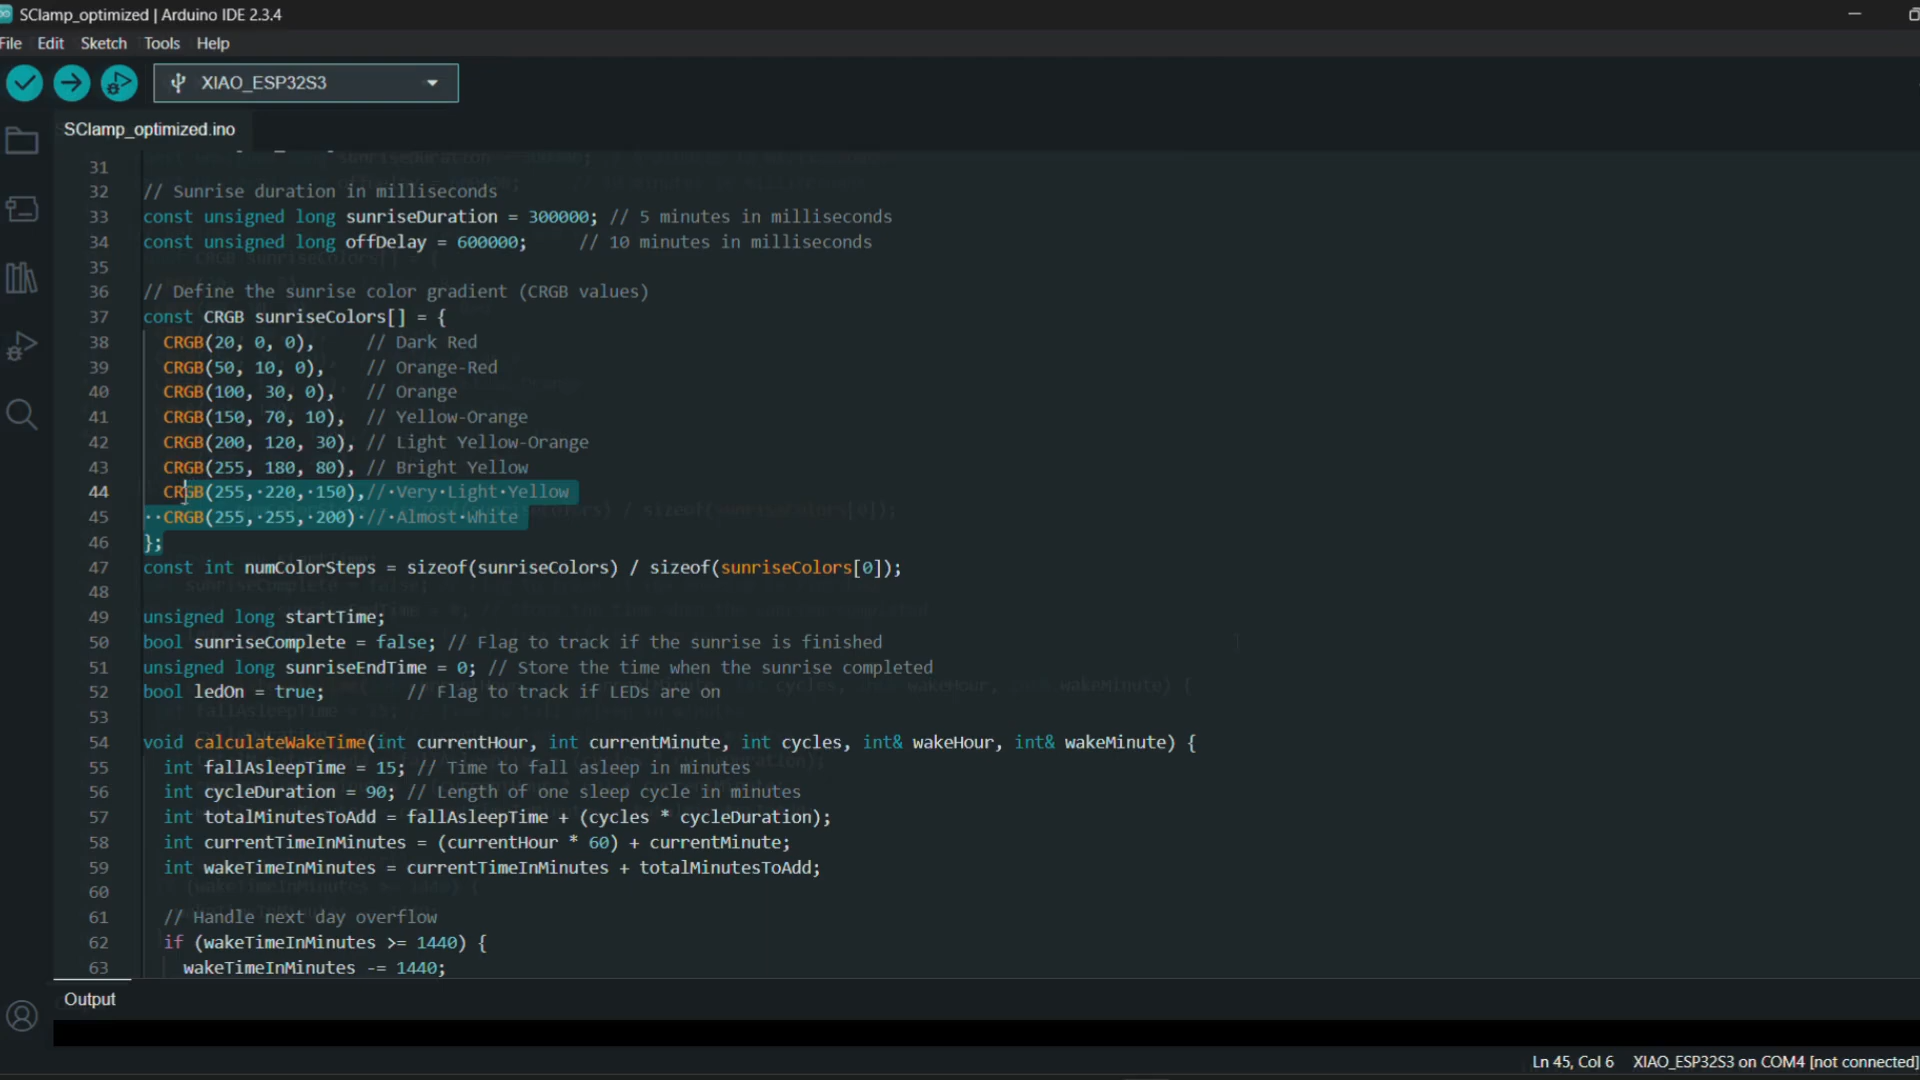 SClamp_optimized | Arduino IDE 2.3.4
File Edit Sketch Tools Help
XIAO_ESP32S3
SClamp_optimized.ino
31
32 // Sunrise duration in milliseconds
33 const unsigned long sunriseDuration = 300000; // 5 minutes in milliseconds
34 const unsigned long offDelay = 600000; // 10 minutes in milliseconds
35
36 // Define the sunrise color gradient (CRGB values)
37 const CRGB sunriseColors[] = {
38 CRGB(20, 0, 0), // Dark Red
39 CRGB(50, 10, 0), // Orange-Red
40 CRGB(100, 30, 0), // Orange
41 CRGB(150, 70, 10), // Yellow-Orange
42 CRGB(200, 120, 30), // Light Yellow-Orange
43 CRGB(255, 180, 80), // Bright Yellow
44 CRGB(255,·220,·150),//·Very·Light·Yellow
45 ··CRGB(255,·255,·200)·//·Almost·White
46 };
47 const int numColorSteps = sizeof(sunriseColors) / sizeof(sunriseColors[0]);
48
49 unsigned long startTime;
50 bool sunriseComplete = false; // Flag to track if the sunrise is finished
51 unsigned long sunriseEndTime = 0; // Store the time when the sunrise completed
52 bool ledOn = true; // Flag to track if LEDs are on
53
54 void calculateWakeTime(int currentHour, int currentMinute, int cycles, int& wakeHour, int& wakeMinute) {
55 int fallAsleepTime = 15; // Time to fall asleep in minutes
56 int cycleDuration = 90; // Length of one sleep cycle in minutes
57 int totalMinutesToAdd = fallAsleepTime + (cycles * cycleDuration);
58 int currentTimeInMinutes = (currentHour * 60) + currentMinute;
59 int wakeTimeInMinutes = currentTimeInMinutes + totalMinutesToAdd;
60
61 // Handle next day overflow
62 if (wakeTimeInMinutes >= 1440) {
63 wakeTimeInMinutes -= 1440;
Output
Ln 45, Col 6 XIAO_ESP32S3 on COM4 [not connected]